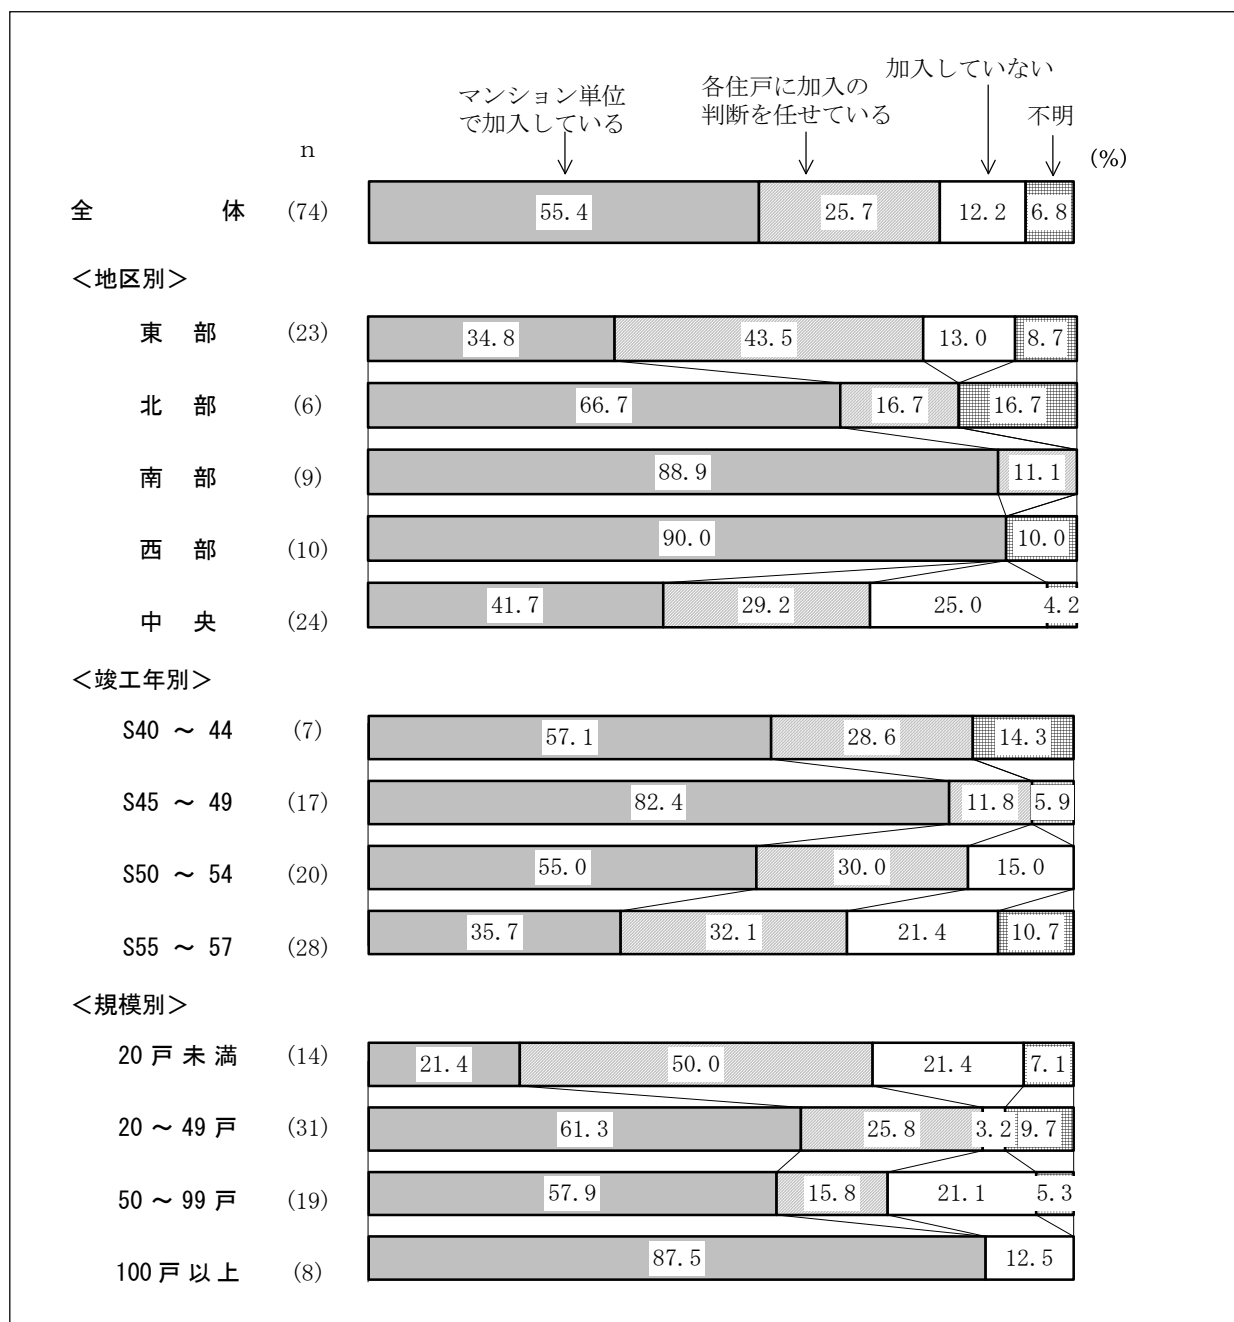 加入していない
マンション単位 各住戸に加入の
で加入している 判断を任せている 不明
n (%)
全体 (74) 55.4 25.7 12.2 6.8
＜地区別＞
東部 (23) 34.8 43.5 13.0 8.7
北部 (6) 66.7 16.7 16.7
南部 (9) 88.9 11.1
西部 (10) 90.0 10.0
中央 (24) 41.7 29.2 25.0 4.2
＜竣工年別＞
S40 ～ 44 (7) 57.1 28.6 14.3
S45 ～ 49 (17) 82.4 11.8 5.9
S50 ～ 54 (20) 55.0 30.0 15.0
S55 ～ 57 (28) 35.7 32.1 21.4 10.7
＜規模別＞
20戸未満 (14) 21.4 50.0 21.4 7.1
20～49戸 (31) 61.3 25.8 3.2 9.7
50～99戸 (19) 57.9 15.8 21.1 5.3
100戸以上 (8) 87.5 12.5